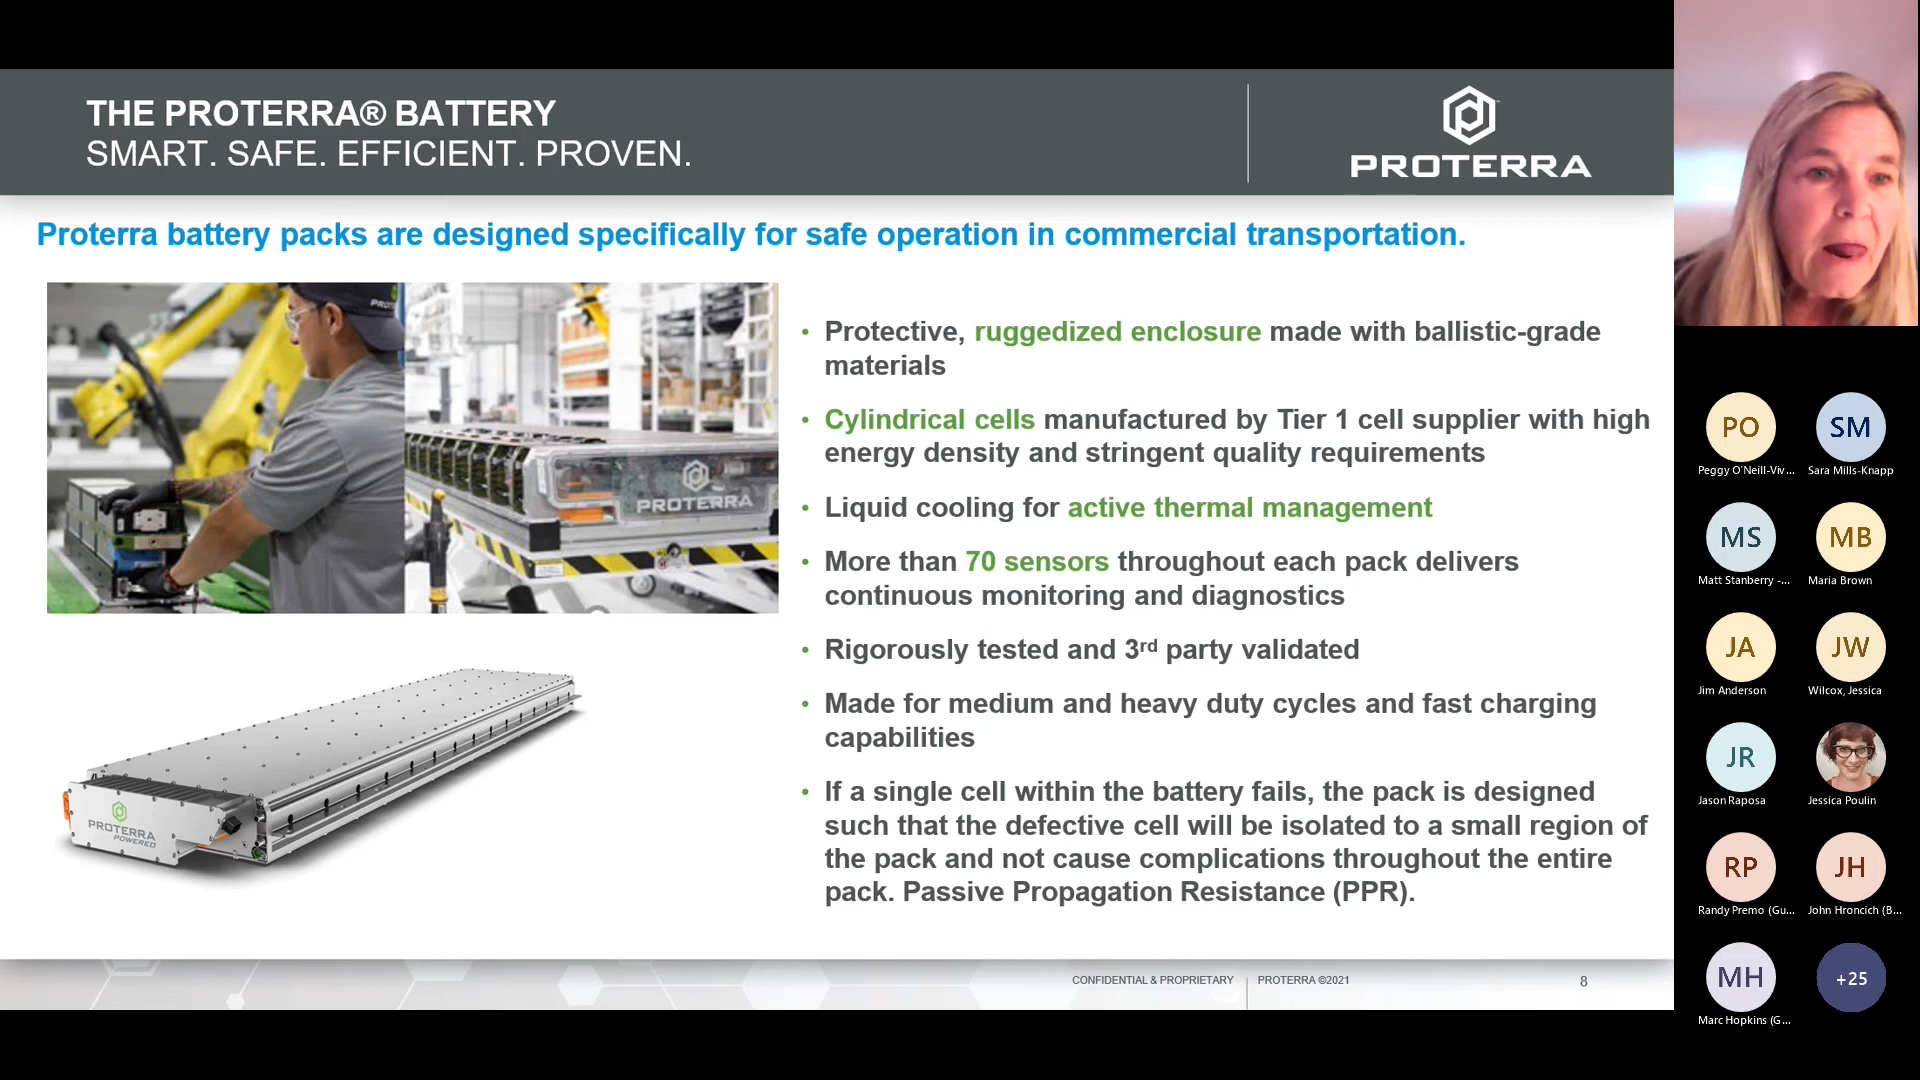 THE PROTERRA® BATTERY
SMART. SAFE. EFFICIENT. PROVEN.
PROTERRA
Proterra battery packs are designed specifically for safe operation in commercial transportation.
PROTERRA
PROTERRA
POWERED
• Protective, ruggedized enclosure made with ballistic-grade
materials
• Cylindrical cells manufactured by Tier 1 cell supplier with high
energy density and stringent quality requirements
• Liquid cooling for active thermal management
• More than 70 sensors throughout each pack delivers
continuous monitoring and diagnostics
• Rigorously tested and 3rd party validated
• Made for medium and heavy duty cycles and fast charging
capabilities
• If a single cell within the battery fails, the pack is designed
such that the defective cell will be isolated to a small region of
the pack and not cause complications throughout the entire
pack. Passive Propagation Resistance (PPR).
CONFIDENTIAL & PROPRIETARY
PROTERRA ©2021
8
PO
Peggy O'Neill-Viv...
SM
Sara Mills-Knapp
MS
Matt Stanberry -...
MB
Maria Brown
JA
Jim Anderson
JW
Wilcox, Jessica
JR
Jason Raposa
Jessica Poulin
RP
Randy Premo (Gu...
JH
John Hroncich (B...
MH
Marc Hopkins (G...
+25